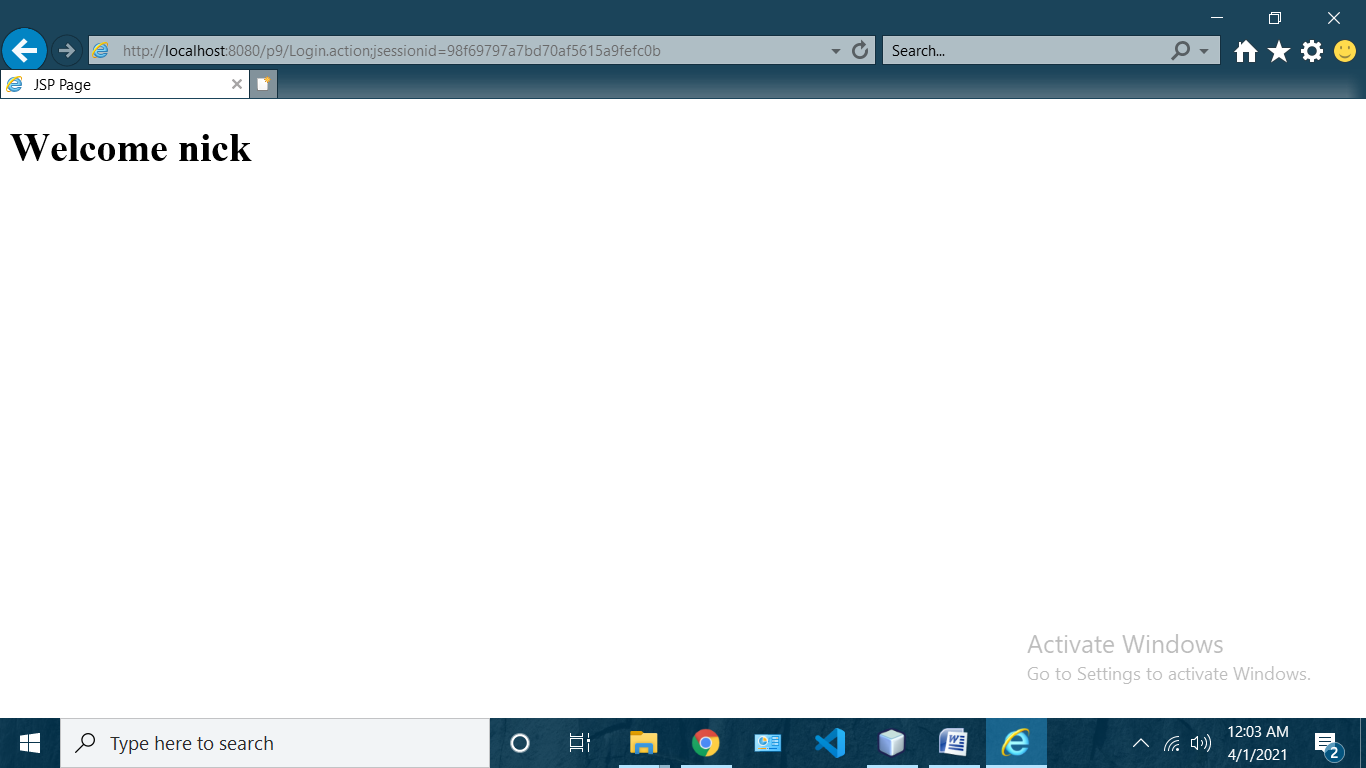 http://localhost:8080/p9/Login.action;jsessionid=98f69797a7bd70af5615a9fefc0b
Search...
JSP Page
Welcome nick
Activate Windows
Go to Settings to activate Windows.
Type here to search
12:03 AM
4/1/2021
2